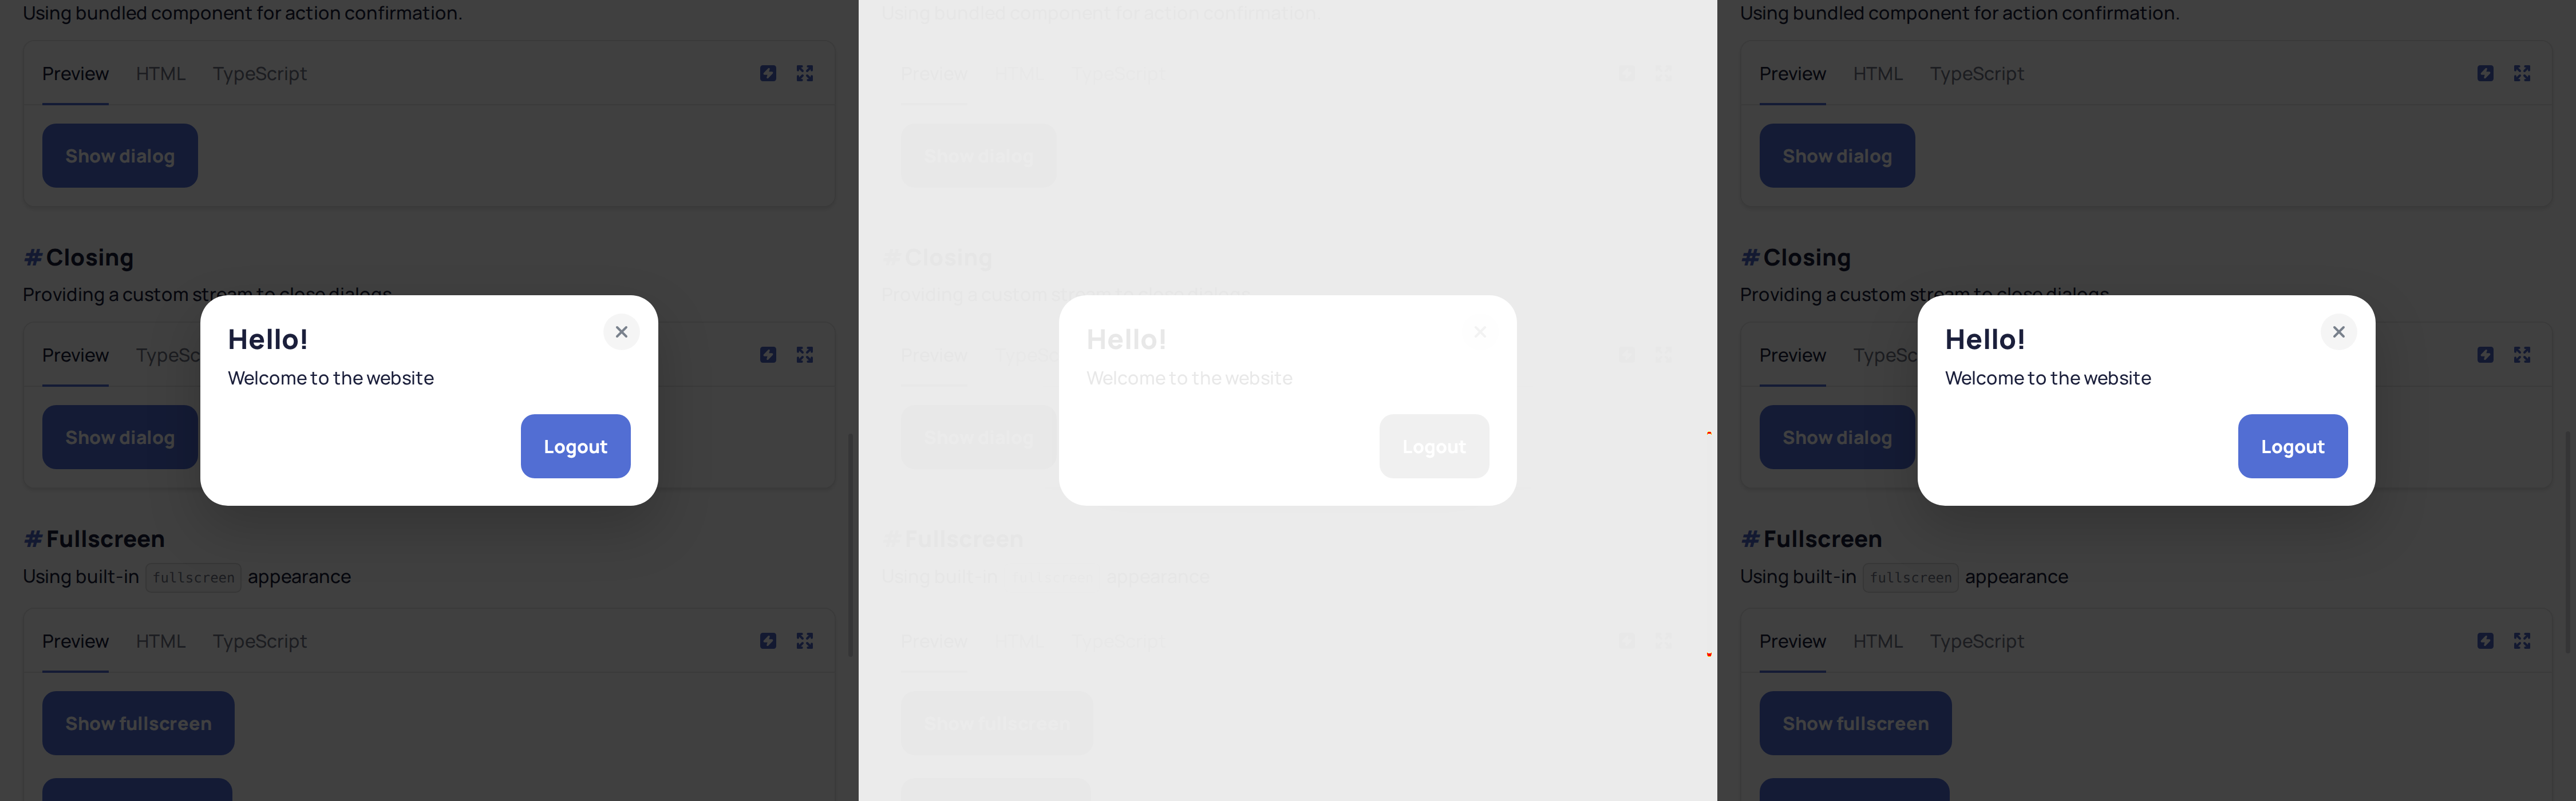 Using bundled component for action confirmation.
Preview HTML TypeScript
Show dialog
#Closing
Providing a custom stream to close dialogs
Preview TypeSc
Show dialog
Hello!
Welcome to the website
Logout
#Fullscreen
Using built-in fullscreen appearance
Preview HTML TypeScript
Show fullscreen
Using bundled component for action confirmation.
Preview HTML TypeScript
Show dialog
#Closing
Providing a custom stream to close dialogs
Preview TypeSc
Show dialog
Hello!
Welcome to the website
Logout
#Fullscreen
Using built-in fullscreen appearance
Preview HTML TypeScript
Show fullscreen
Using bundled component for action confirmation.
Preview HTML TypeScript
Show dialog
#Closing
Providing a custom stream to close dialogs
Preview TypeSc
Show dialog
Hello!
Welcome to the website
Logout
#Fullscreen
Using built-in fullscreen appearance
Preview HTML TypeScript
Show fullscreen